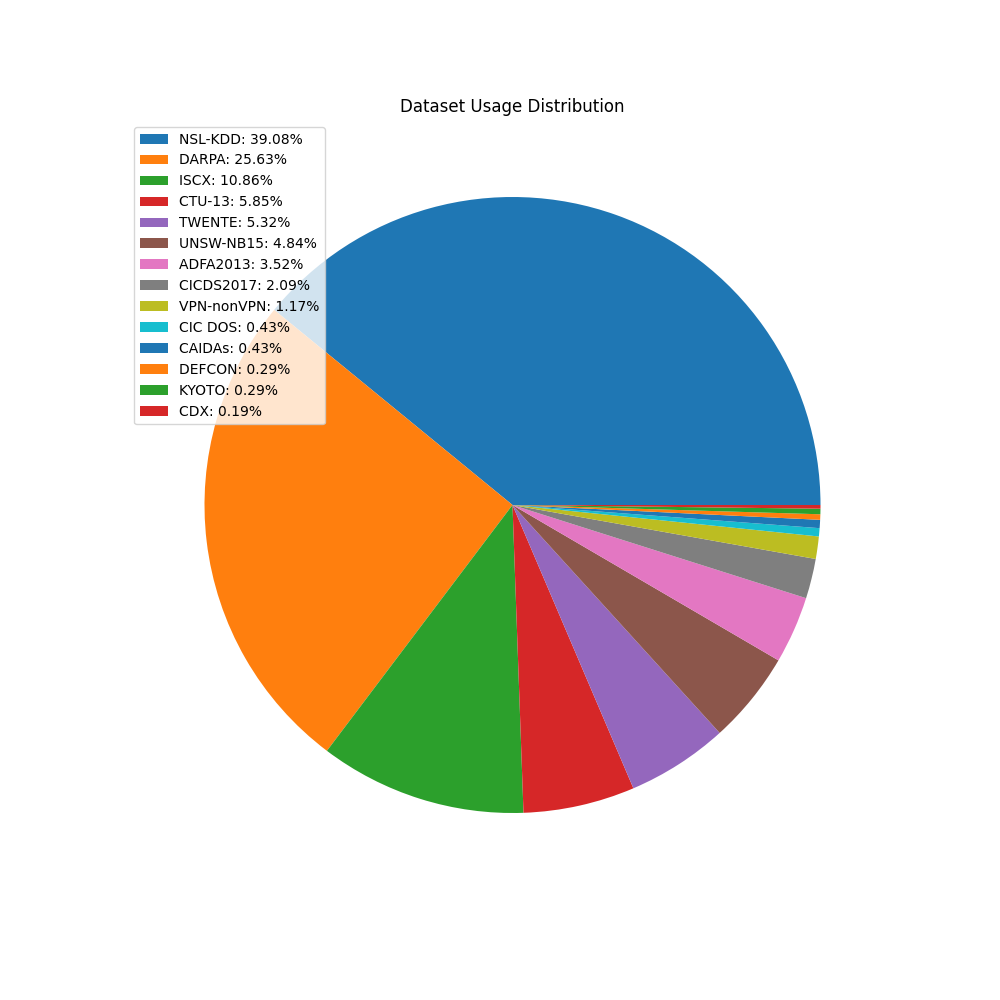 Dataset Usage Distribution
NSL-KDD: 39.08%
DARPA: 25.63%
ISCX: 10.86%
CTU-13: 5.85%
TWENTE: 5.32%
UNSW-NB15: 4.84%
ADFA2013: 3.52%
CICDS2017: 2.09%
VPN-nonVPN: 1.17%
CIC DOS: 0.43%
CAIDAs: 0.43%
DEFCON: 0.29%
KYOTO: 0.29%
CDX: 0.19%